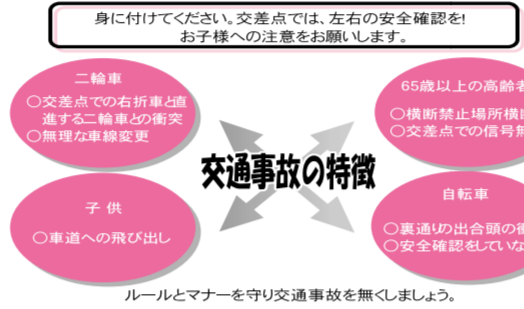 身に付けてください。交差点では、左右の安全確認を!
お子様への注意をお願いします。
二輪車
○交差点での右折車と直
進する二輪車との衝突
○無理な車線変更
65歳以上の高齢者
○横断禁止場所横
○交差点での信号無
交通事故の特徴
子 供
○車道への飛び出し
自転車
○裏通りの出合頭の
○安全確認をしていな
ルールとマナーを守り交通事故を無くしましょう。